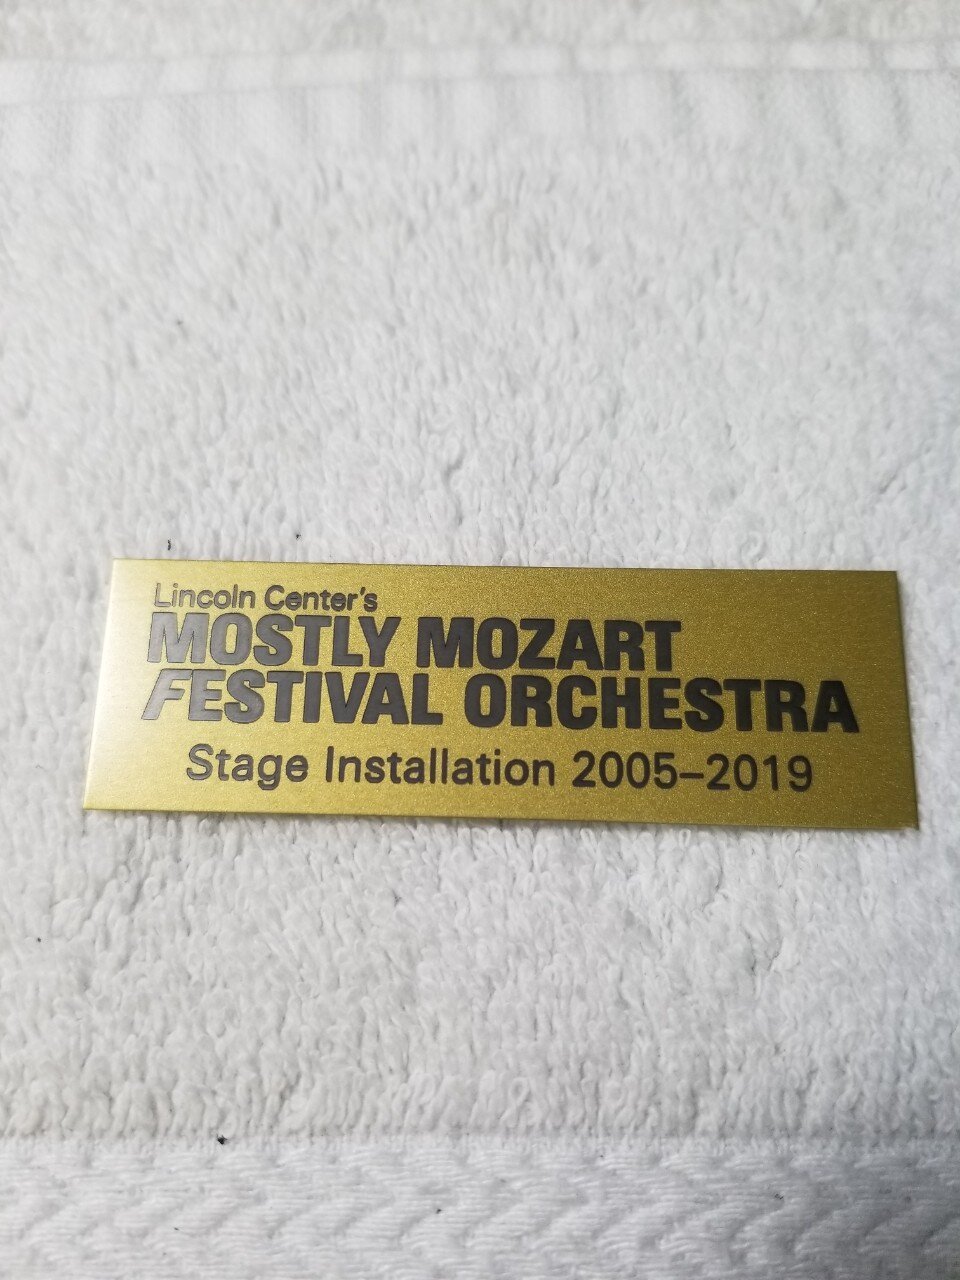 Lincoln Center's
MOSTLY MOZART
FESTIVAL ORCHESTRA
Stage Installation 2005–2019